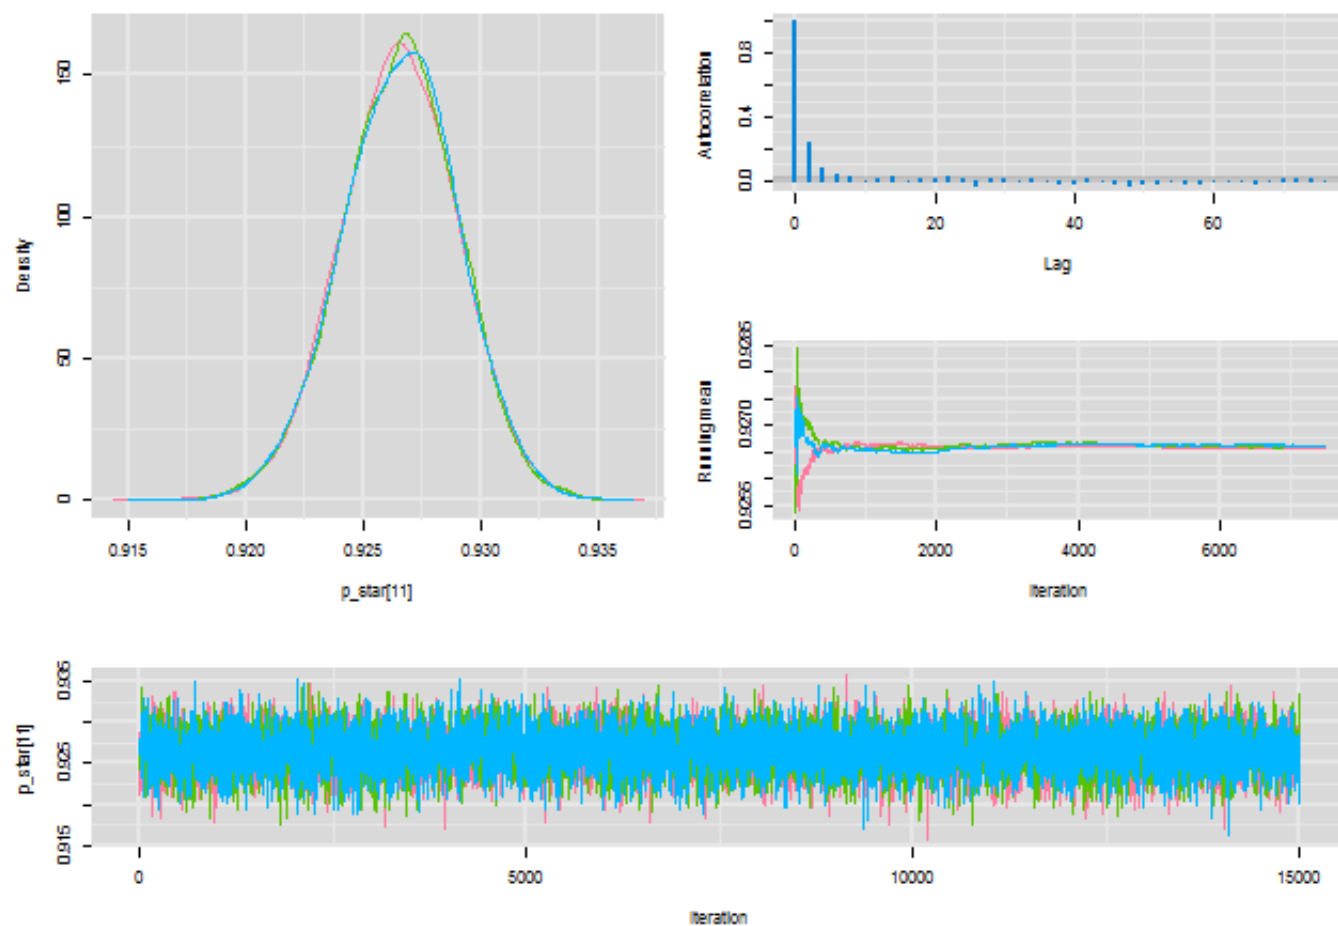 Density
150
100
50
0
0.915 0.920 0.925 0.930 0.935
p_star[11]
Autocorrelation
0.8
0.4
0.0
0 20 40 60
Lag
Running mean
0.9285
0.9270
0.9255
0 2000 4000 6000
Iteration
p_star[11]
0.935
0.925
0.915
0 5000 10000 15000
Iteration